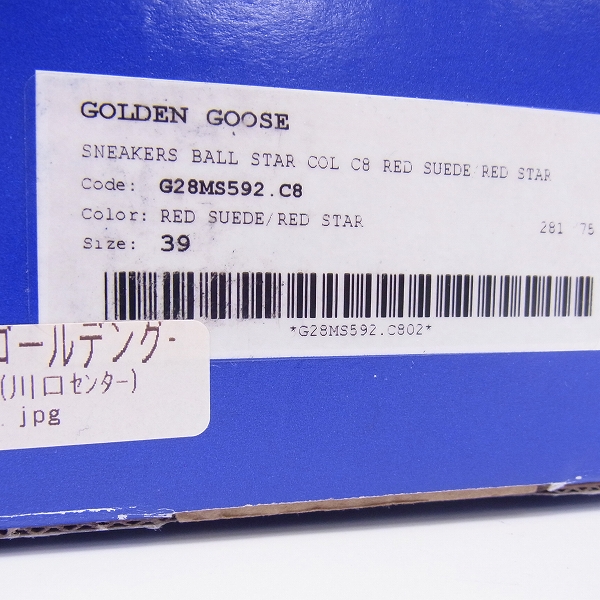 GOLDEN GOOSE
SNEAKERS BALL STAR COL C8 RED SUEDE/RED STAR
Code: G28MS592.C8
Color: RED SUEDE/RED STAR
281 75
Size: 39
*G28MS592.C802*
ゴールデング-
(川口センター)
.jpg